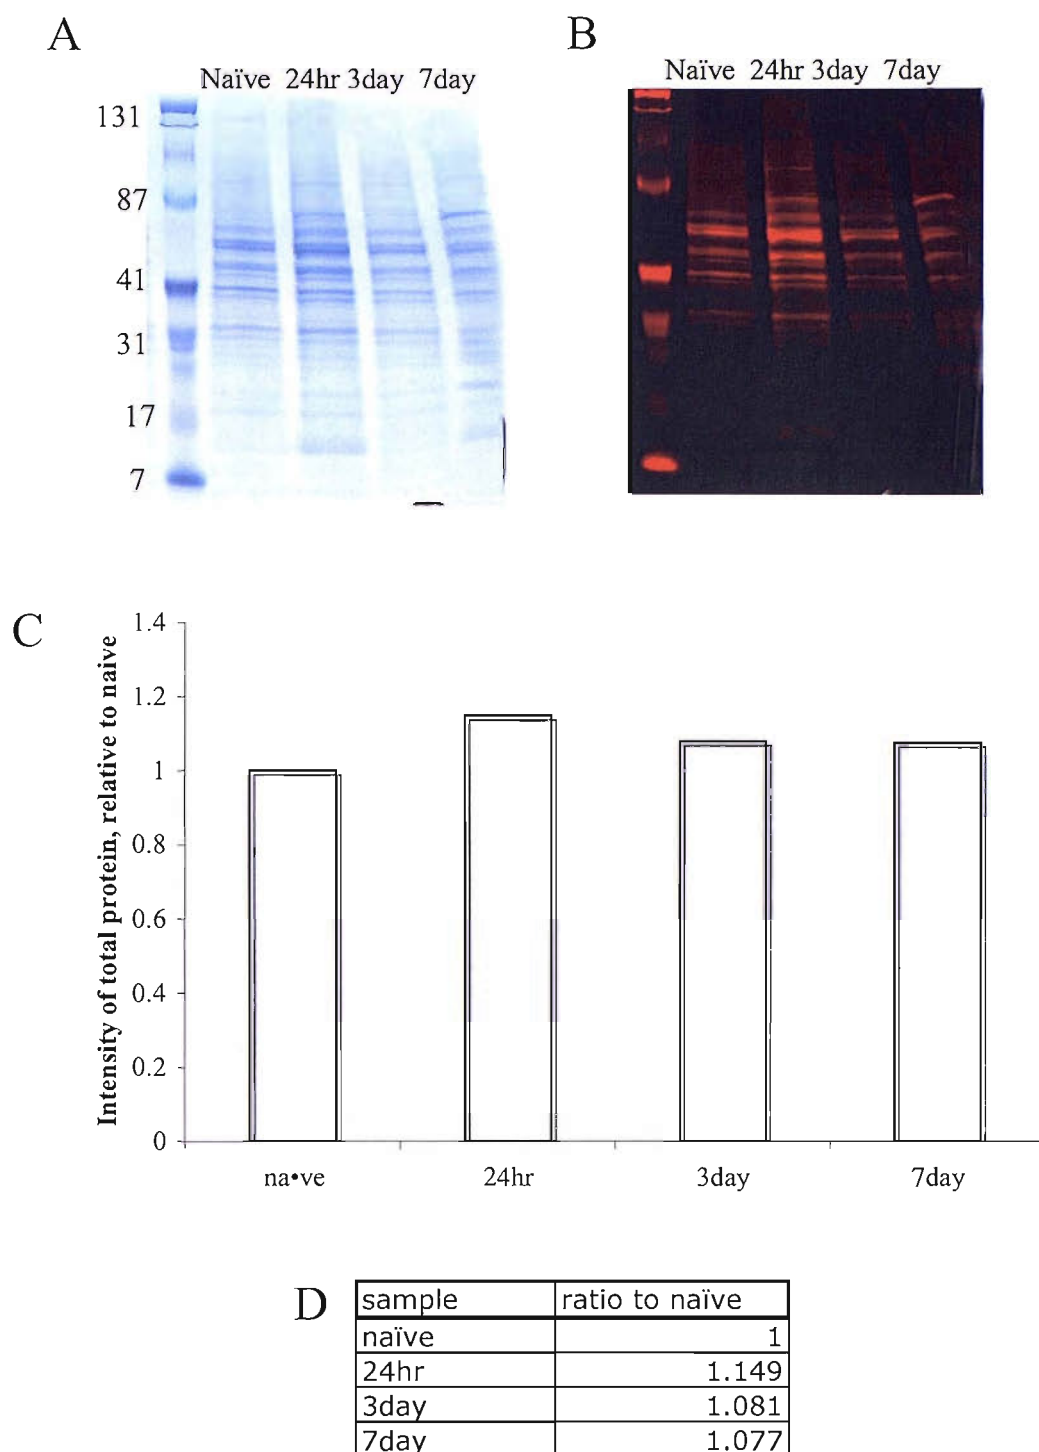 A
Naïve 24hr 3day 7day
131
87
41
31
17
7
B
Naïve 24hr 3day 7day
C
Intensity of total protein, relative to naive
1.4
1.2
1
0.8
0.6
0.4
0.2
0
na•ve 24hr 3day 7day
D
sample ratio to naïve
naïve 1
24hr 1.149
3day 1.081
7day 1.077